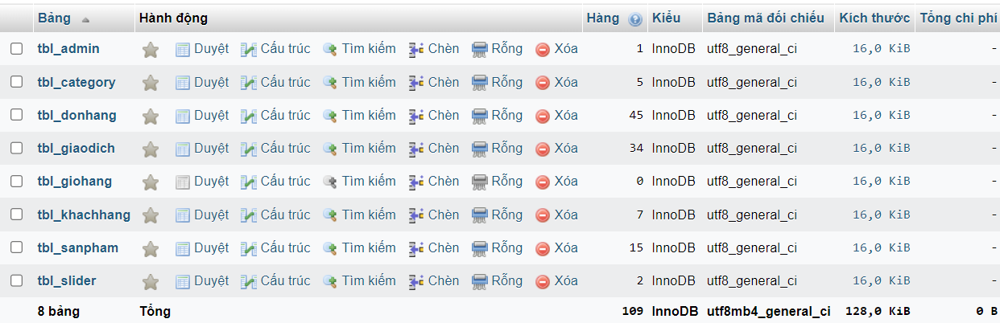 Bảng Hành động Hàng Kiểu Bảng mã đối chiếu Kích thước Tổng chi phí
tbl_admin Duyệt Cấu trúc Tìm kiếm Chèn Rỗng Xóa 1 InnoDB utf8_general_ci 16,0 KiB -
tbl_category Duyệt Cấu trúc Tìm kiếm Chèn Rỗng Xóa 5 InnoDB utf8_general_ci 16,0 KiB -
tbl_donhang Duyệt Cấu trúc Tìm kiếm Chèn Rỗng Xóa 45 InnoDB utf8_general_ci 16,0 KiB -
tbl_giaodich Duyệt Cấu trúc Tìm kiếm Chèn Rỗng Xóa 34 InnoDB utf8_general_ci 16,0 KiB -
tbl_giohang Duyệt Cấu trúc Tìm kiếm Chèn Rỗng Xóa 0 InnoDB utf8_general_ci 16,0 KiB -
tbl_khachhang Duyệt Cấu trúc Tìm kiếm Chèn Rỗng Xóa 7 InnoDB utf8_general_ci 16,0 KiB -
tbl_sanpham Duyệt Cấu trúc Tìm kiếm Chèn Rỗng Xóa 15 InnoDB utf8_general_ci 16,0 KiB -
tbl_slider Duyệt Cấu trúc Tìm kiếm Chèn Rỗng Xóa 2 InnoDB utf8_general_ci 16,0 KiB -
8 bảng Tổng 109 InnoDB utf8mb4_general_ci 128,0 KiB 0 B